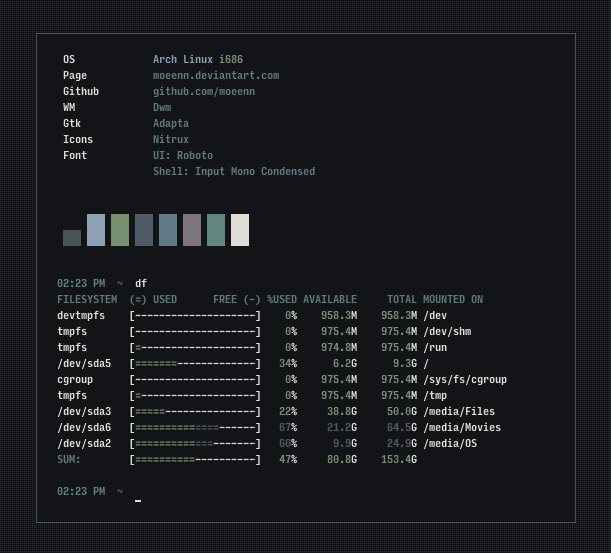 OS Arch Linux i686
Page moeenn.deviantart.com
Github github.com/moeenn
WM Dwm
Gtk Adapta
Icons Nitrux
Font UI: Roboto
Shell: Input Mono Condensed
02:23 PM ~ df
FILESYSTEM (=) USED FREE (-) %USED AVAILABLE TOTAL MOUNTED ON
devtmpfs [--------------------] 0% 958.3M 958.3M /dev
tmpfs [--------------------] 0% 975.4M 975.4M /dev/shm
tmpfs [=-------------------] 0% 974.8M 975.4M /run
/dev/sda5 [=======-------------] 34% 6.2G 9.3G /
cgroup [--------------------] 0% 975.4M 975.4M /sys/fs/cgroup
tmpfs [=-------------------] 0% 975.4M 975.4M /tmp
/dev/sda3 [=====---------------] 22% 38.8G 50.0G /media/Files
/dev/sda6 [==============------] 67% 21.2G 64.5G /media/Movies
/dev/sda2 [=============-------] 60% 9.9G 24.9G /media/OS
SUM: [==========----------] 47% 80.8G 153.4G
02:23 PM ~ _